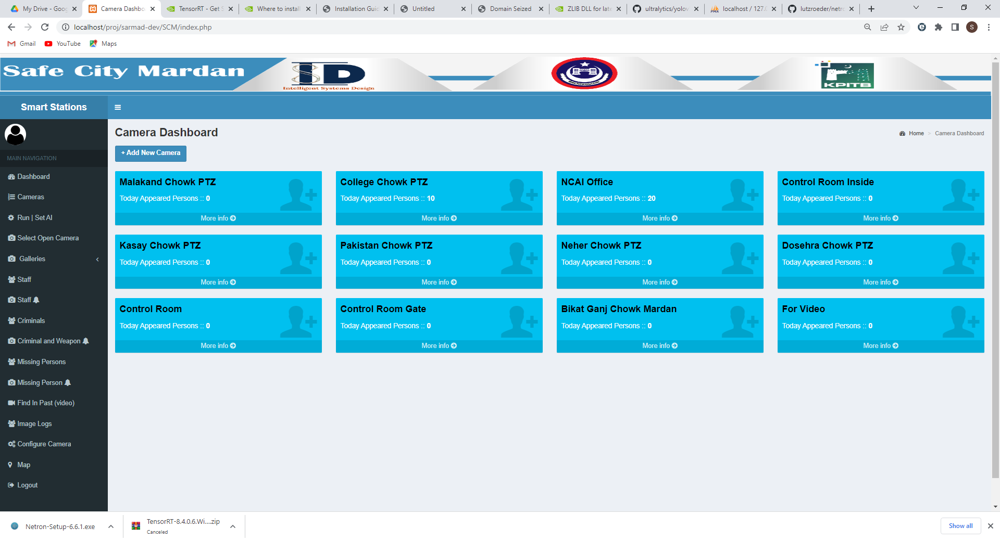 My Drive - Goog
Camera Dashbo
TensorRT - Get S
Where to install
Installation Guid
Untitled
Domain Seized
ZLIB DLL for late
ultralytics/yolov
localhost / 127.0
lutzroeder/netro
localhost/proj/sarmad-dev/SCM/index.php
S
Gmail
YouTube
Maps
Safe City Mardan
ISD
Intelligent Systems Design
KPITB
Smart Stations
Camera Dashboard
Home > Camera Dashboard
+ Add New Camera
MAIN NAVIGATION
Dashboard
Cameras
Run | Set AI
Select Open Camera
Galleries
Staff
Staff
Criminals
Criminal and Weapon
Missing Persons
Missing Person
Find In Past (video)
Image Logs
Configure Camera
Map
Logout
Malakand Chowk PTZ
Today Appeared Persons :: 0
More info
College Chowk PTZ
Today Appeared Persons :: 10
More info
NCAI Office
Today Appeared Persons :: 20
More info
Control Room Inside
Today Appeared Persons :: 0
More info
Kasay Chowk PTZ
Today Appeared Persons :: 0
More info
Pakistan Chowk PTZ
Today Appeared Persons :: 0
More info
Neher Chowk PTZ
Today Appeared Persons :: 0
More info
Dosehra Chowk PTZ
Today Appeared Persons :: 0
More info
Control Room
Today Appeared Persons :: 0
More info
Control Room Gate
Today Appeared Persons :: 0
More info
Bikat Ganj Chowk Mardan
Today Appeared Persons :: 0
More info
For Video
Today Appeared Persons :: 0
More info
Netron-Setup-6.6.1.exe
TensorRT-8.4.0.6.Wi....zip
Canceled
Show all